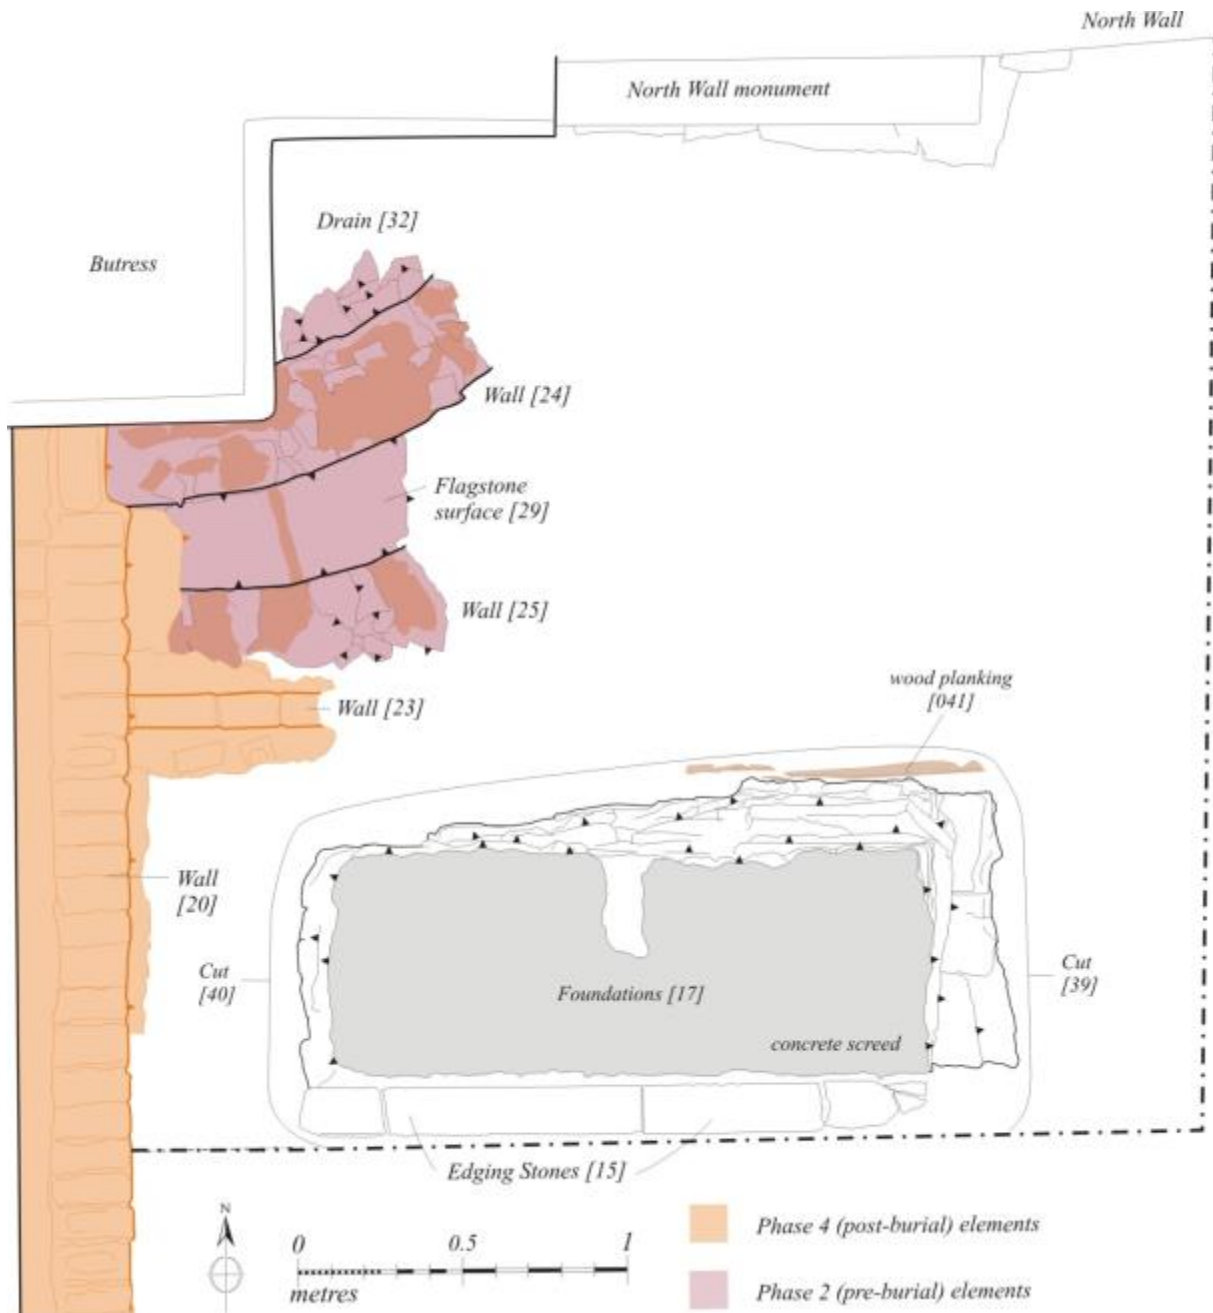 North Wall
North Wall monument
Drain [32]
Butress
Wall [24]
Flagstone
surface [29]
Wall [25]
wood planking
[041]
Wall [23]
Wall
[20]
Cut
[40]
Cut
[39]
Foundations [17]
concrete screed
Edging Stones [15]
N
0 0.5 1
metres
Phase 4 (post-burial) elements
Phase 2 (pre-burial) elements